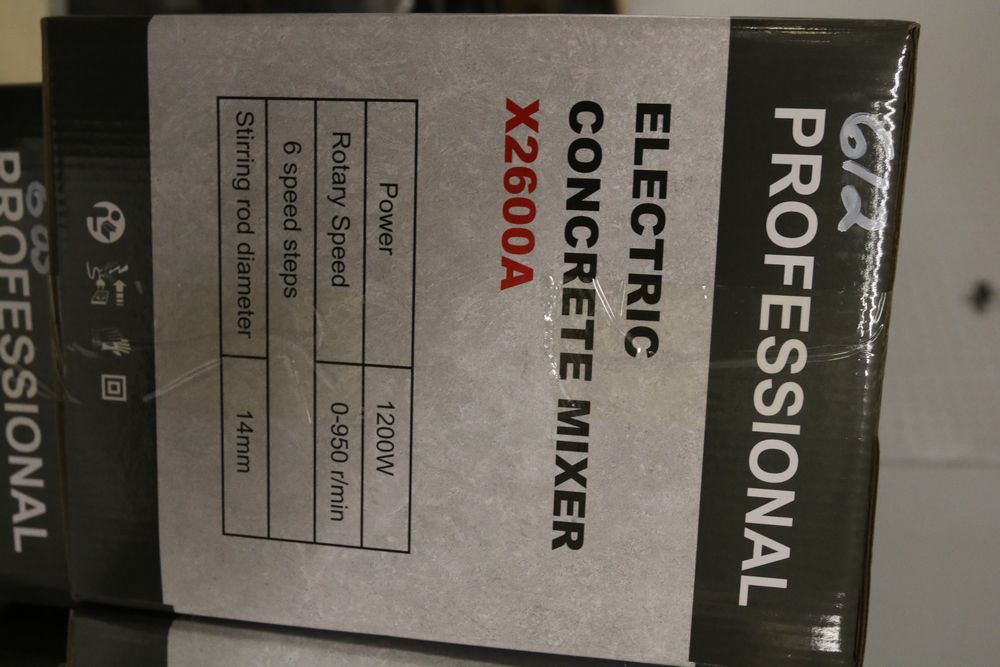 612
PROFESSIONAL
ELECTRIC
CONCRETE MIXER
X2600A
Power 1200W
Rotary Speed 0-950 r/min
6 speed steps
Stirring rod diameter 14mm
PROFESSIONAL